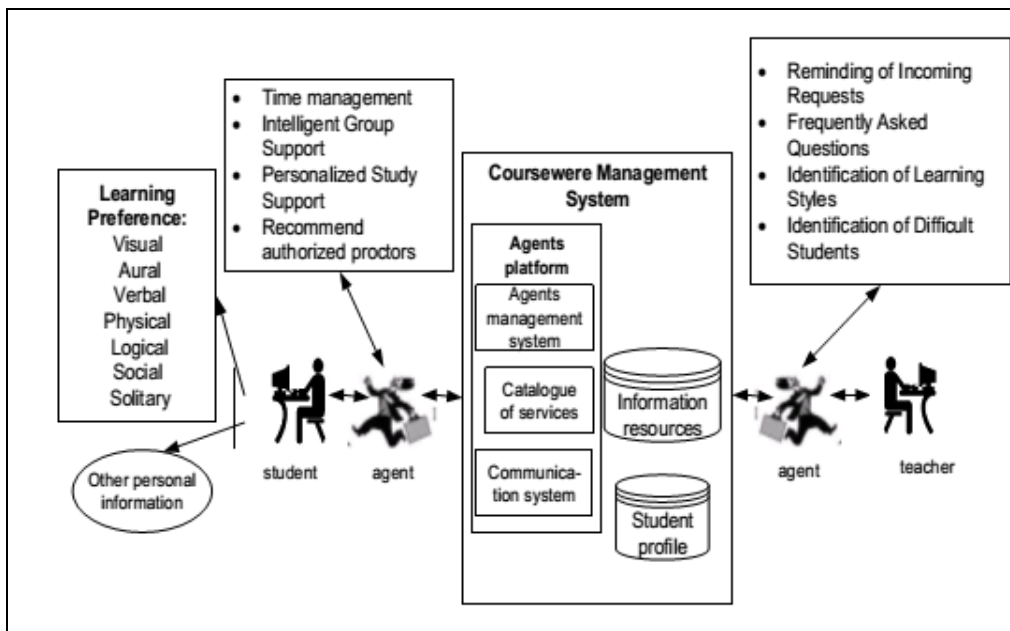 Learning
Preference:
Visual
Aural
Verbal
Physical
Logical
Social
Solitary
Other personal
information
• Time management
• Intelligent Group
Support
• Personalized Study
Support
• Recommend
authorized proctors
student
agent
Coursewere Management
System
Agents
platform
Agents
management
system
Catalogue
of services
Communica-
tion system
Information
resources
Student
profile
• Reminding of Incoming
Requests
• Frequently Asked
Questions
• Identification of Learning
Styles
• Identification of Difficult
Students
agent
teacher